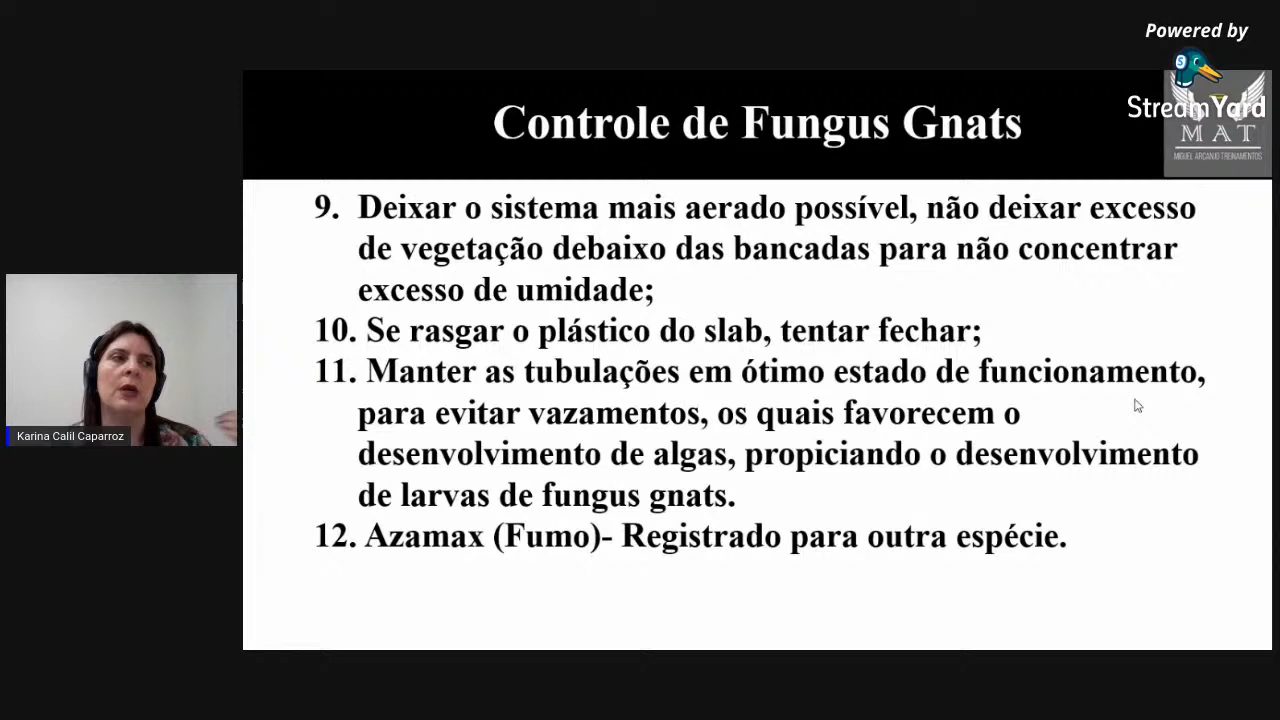 Powered by
StreamYard
MAT
MIGUEL ARCANJO TREINAMENTOS
Controle de Fungus Gnats
9. Deixar o sistema mais aerado possível, não deixar excesso
de vegetação debaixo das bancadas para não concentrar
excesso de umidade;
10. Se rasgar o plástico do slab, tentar fechar;
11. Manter as tubulações em ótimo estado de funcionamento,
para evitar vazamentos, os quais favorecem o
desenvolvimento de algas, propiciando o desenvolvimento
de larvas de fungus gnats.
12. Azamax (Fumo)- Registrado para outra espécie.
Karina Calil Caparroz